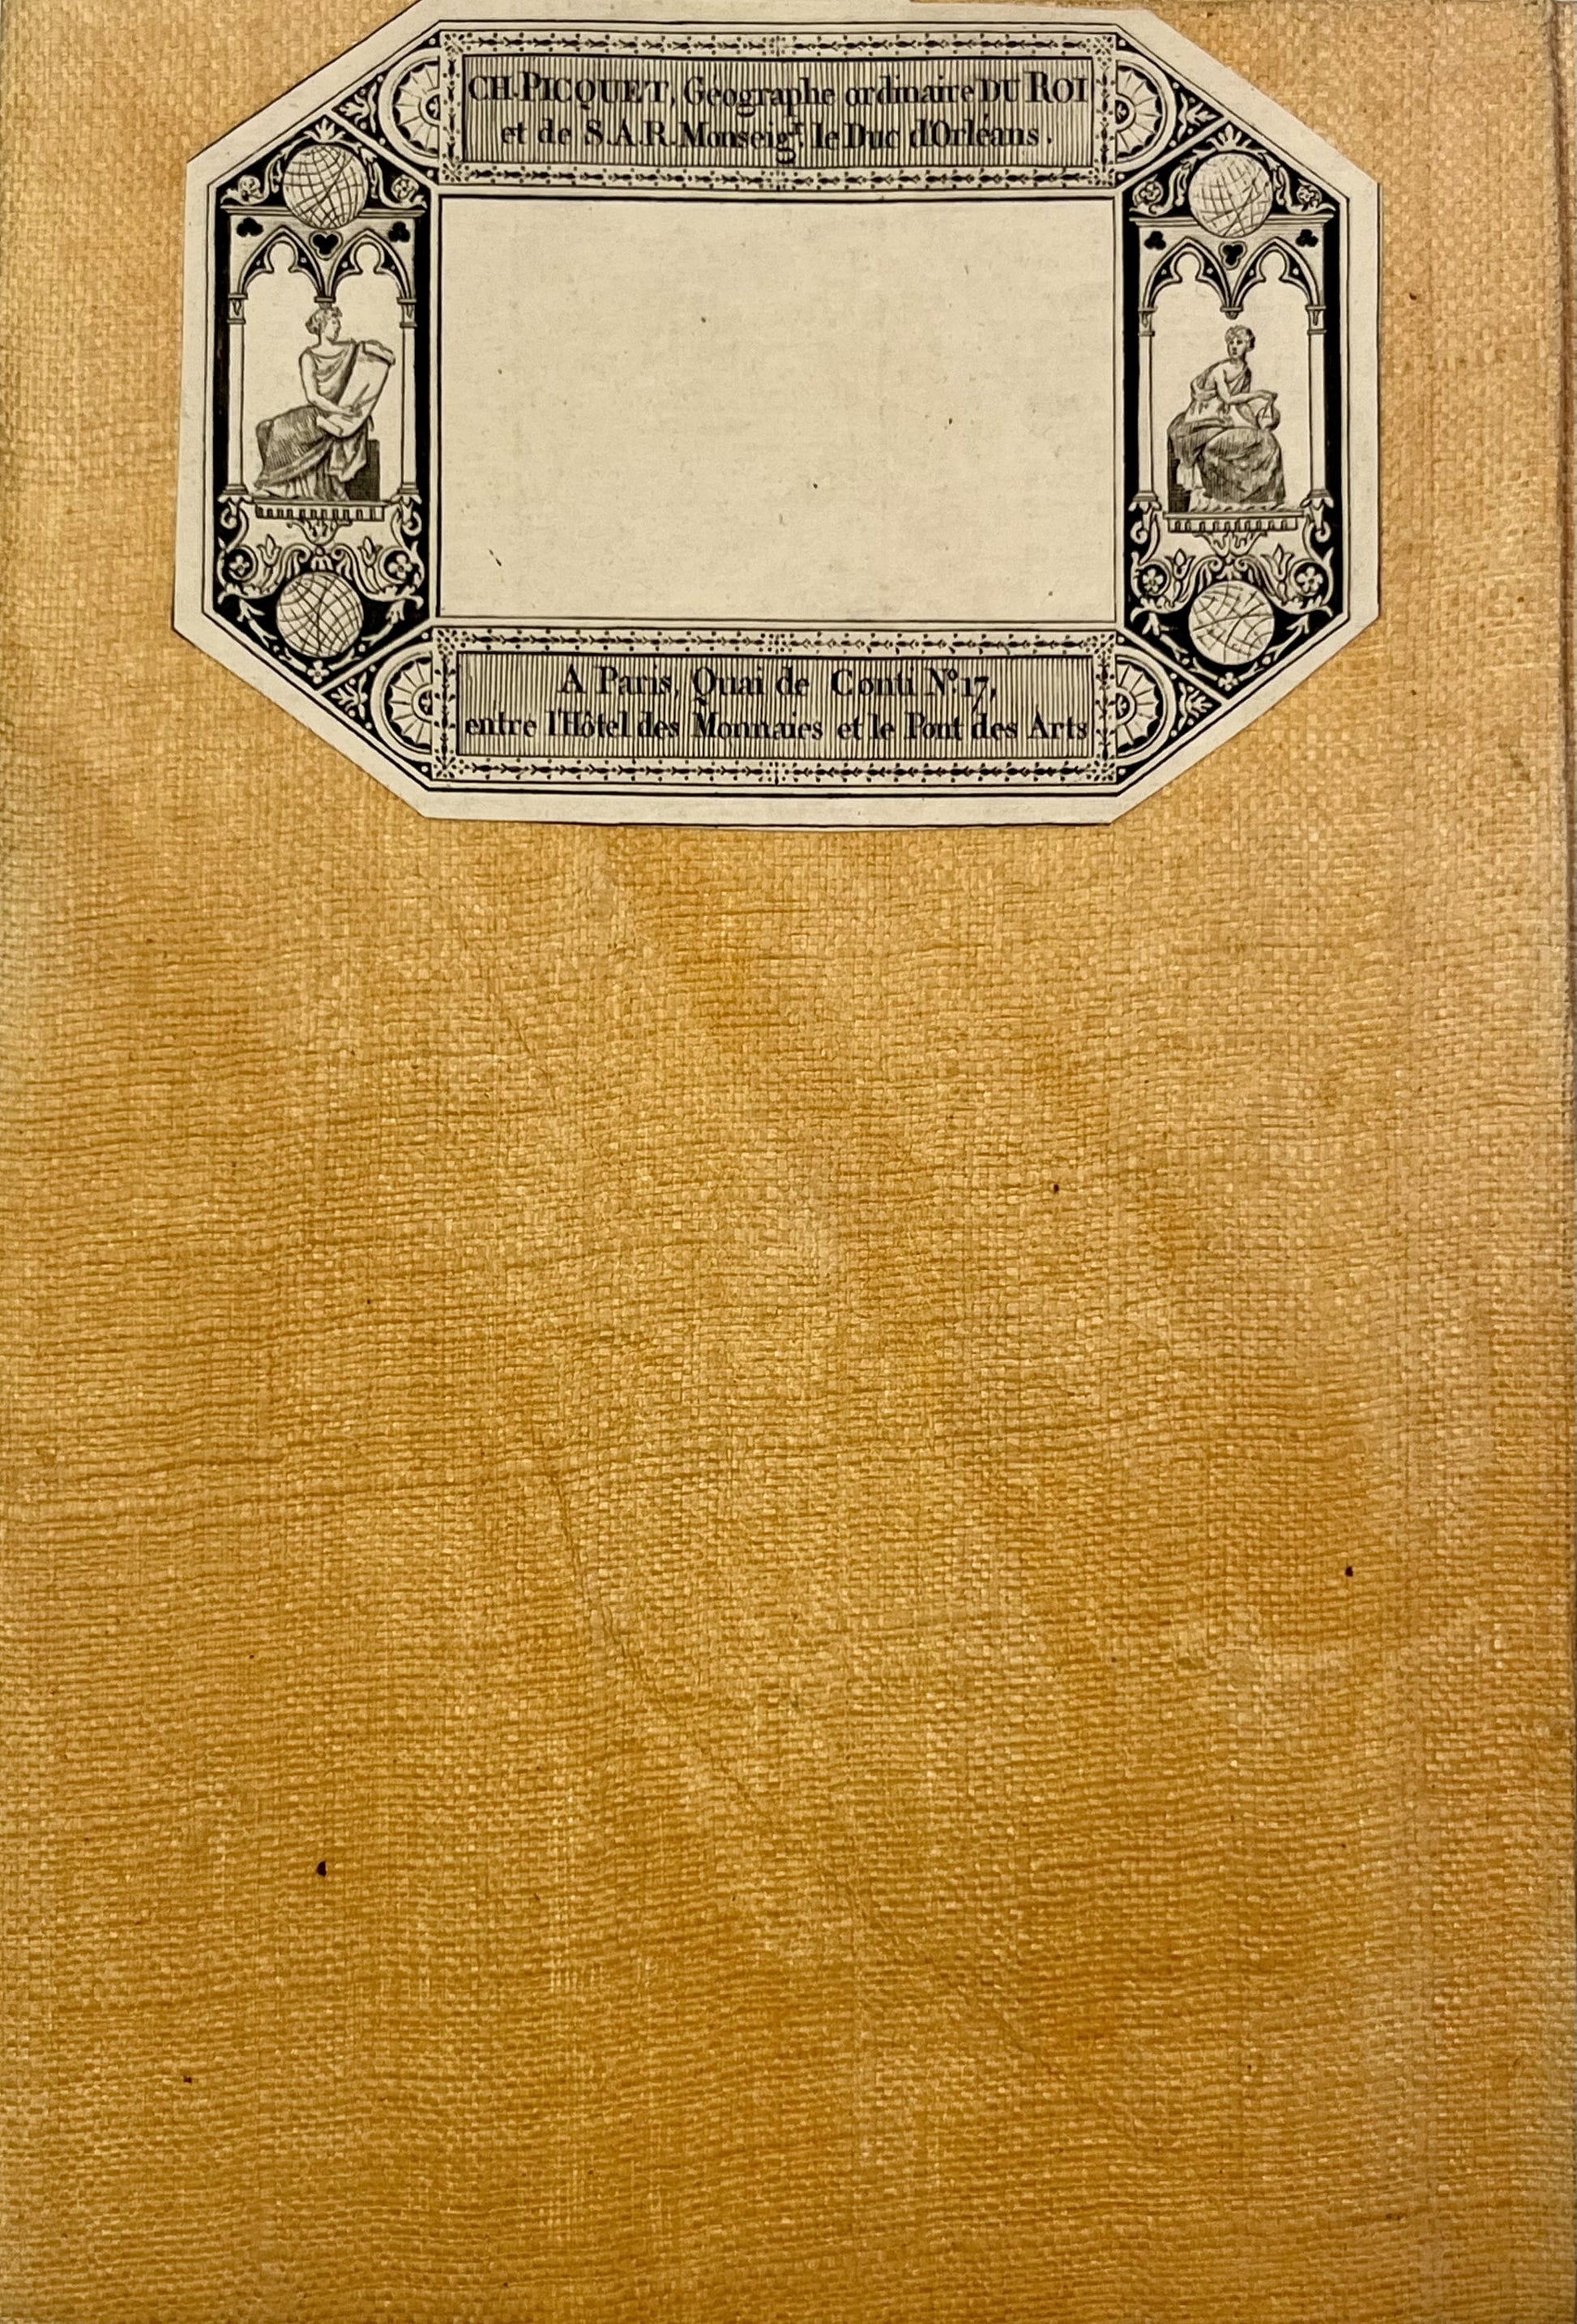 CH. PICQUET, Géographe ordinaire DU ROI
et de S.A.R. Monseigr. le Duc d'Orléans.
A Paris, Quai de Conti No. 17,
entre l'Hôtel des Monnaies et le Pont des Arts